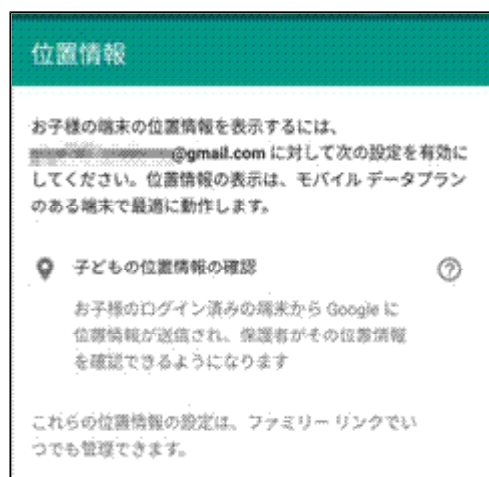 位置情報
お子様の端末の位置情報を表示するには、
@gmail.com に対して次の設定を有効に
してください。位置情報の表示は、モバイル データプラン
のある端末で最適に動作します。
子どもの位置情報の確認
お子様のログイン済みの端末から Google に
位置情報が送信され、保護者がその位置情報
を確認できるようになります
これらの位置情報の設定は、ファミリー リンクでい
つでも管理できます。